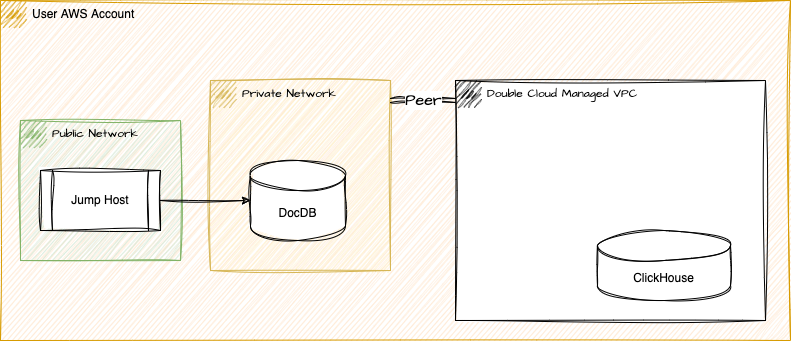 User AWS Account
Private Network
Peer
Double Cloud Managed VPC
Public Network
Jump Host
DocDB
ClickHouse